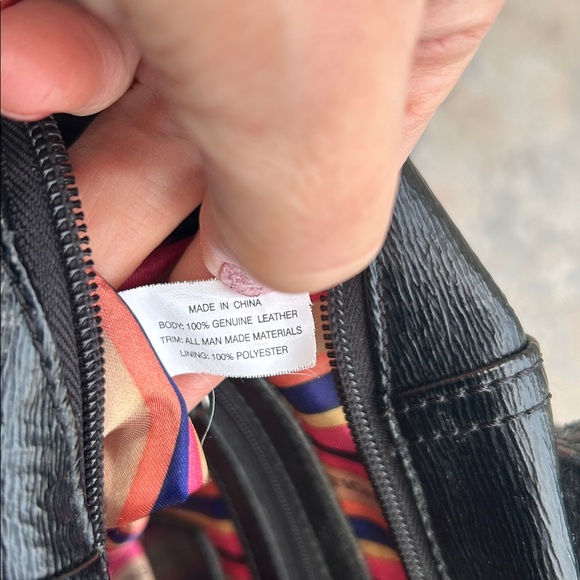 MADE IN CHINA
BODY: 100% GENUINE LEATHER
TRIM: ALL MAN MADE MATERIALS
LINING: 100% POLYESTER